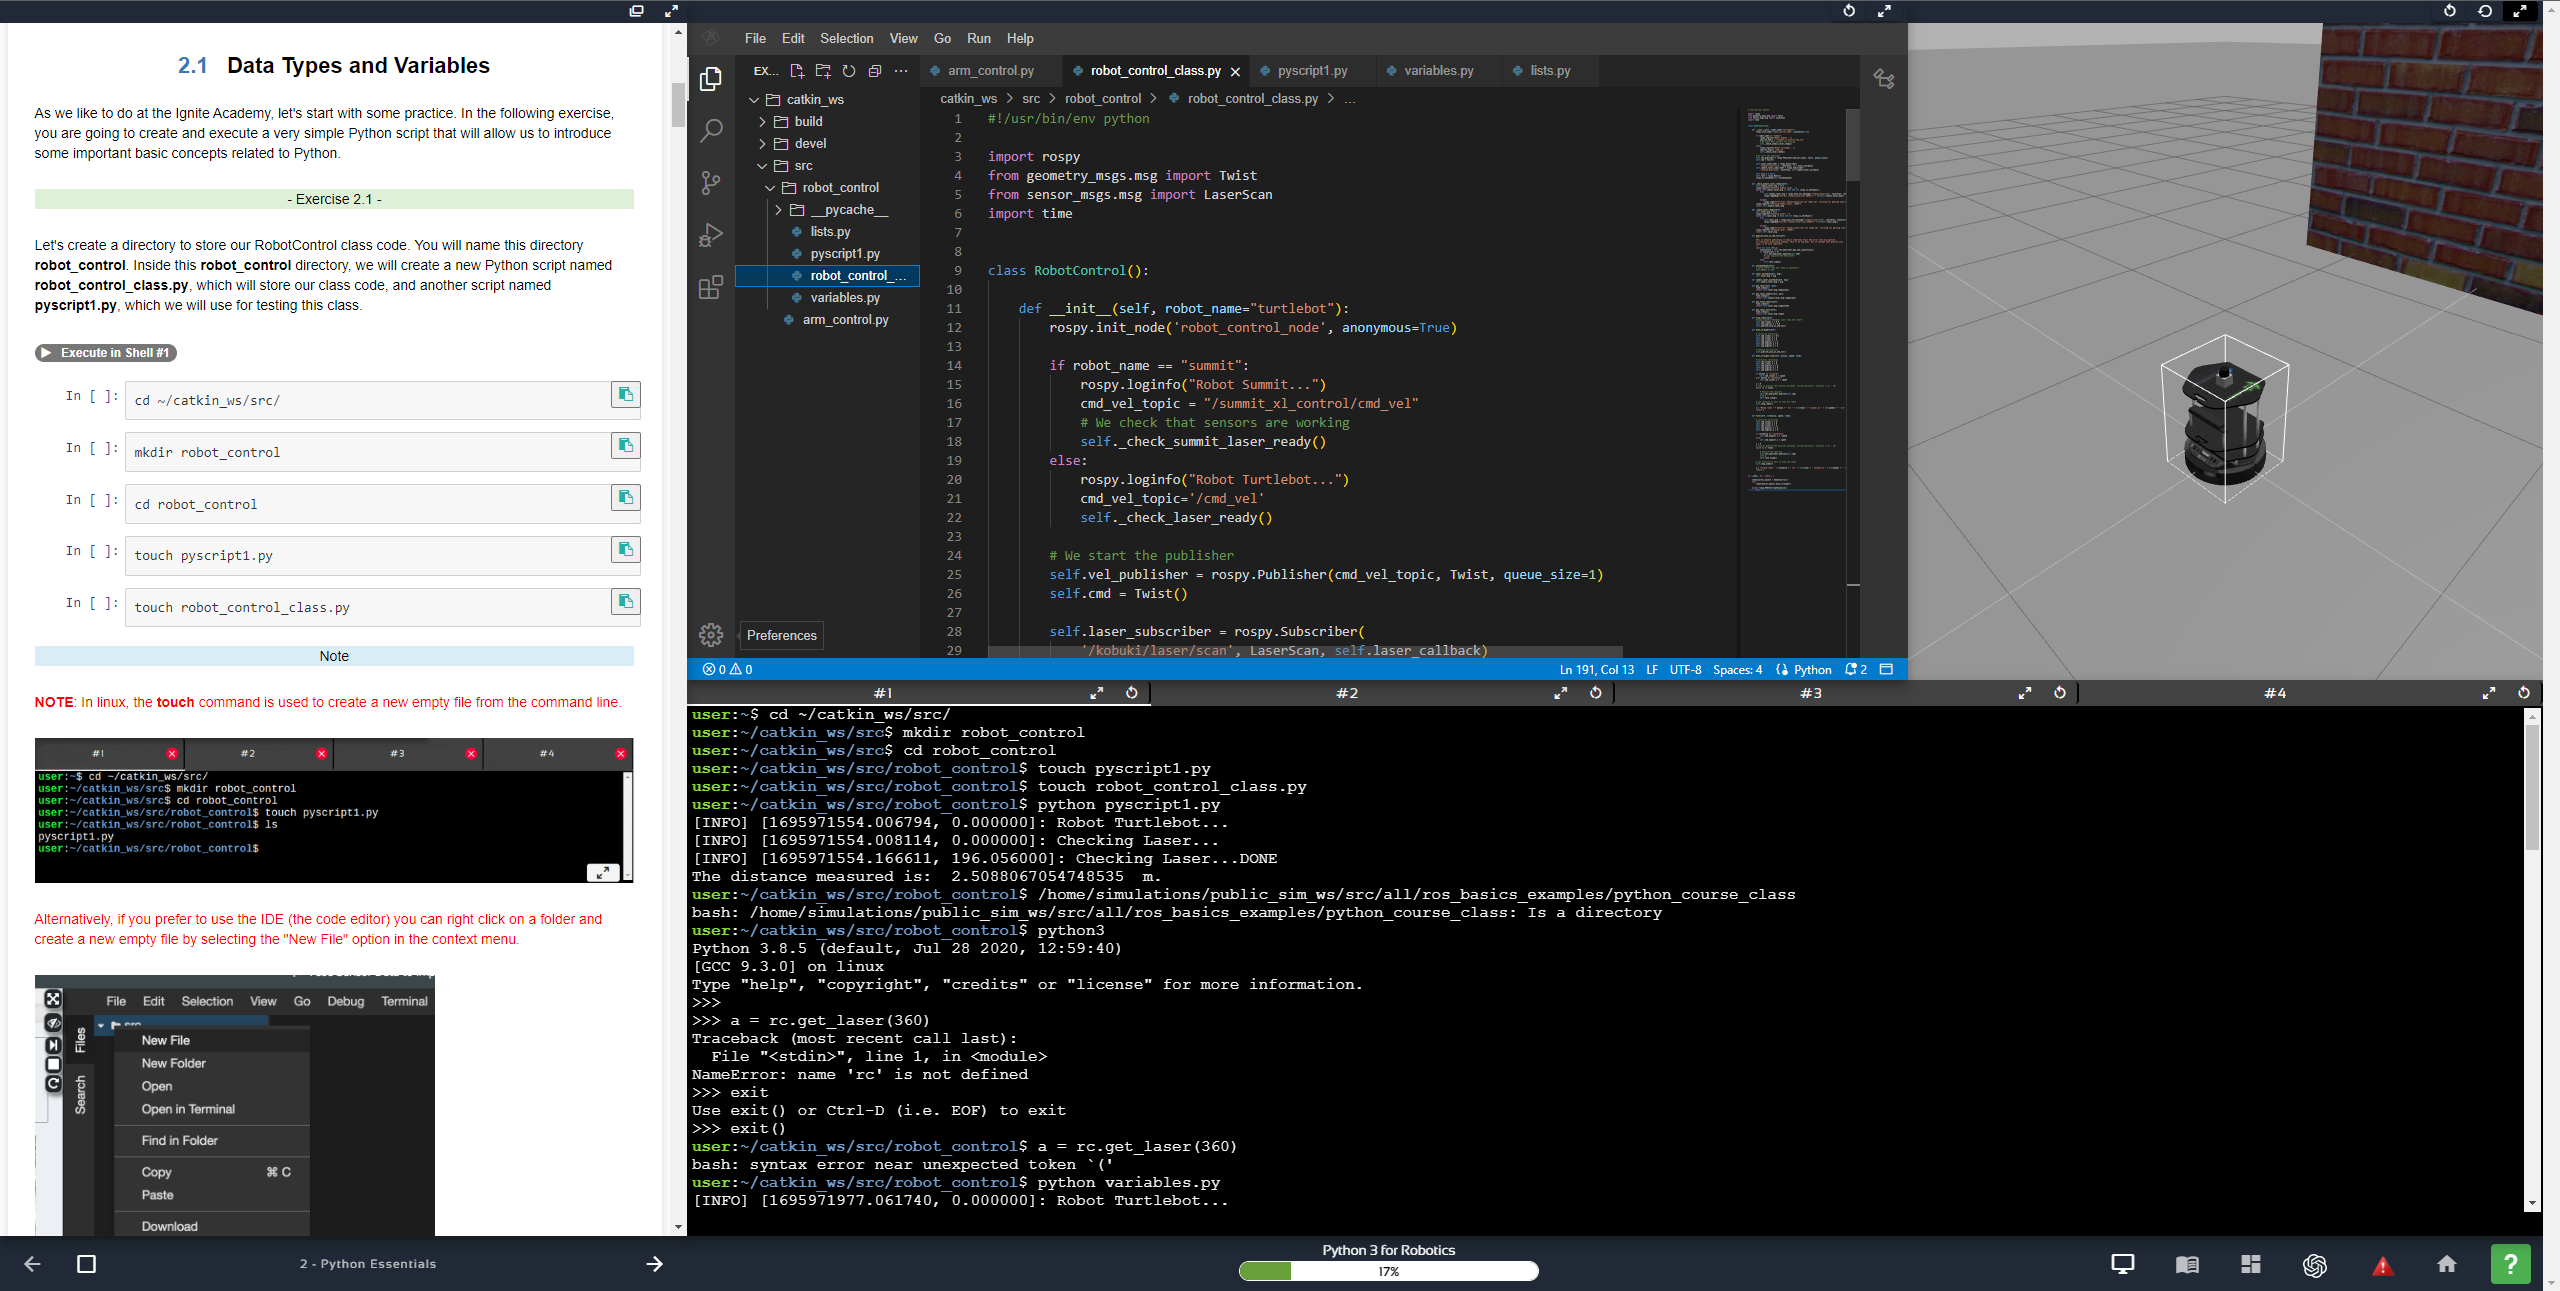 2.1 Data Types and Variables
As we like to do at the Ignite Academy, let's start with some practice. In the following exercise,
you are going to create and execute a very simple Python script that will allow us to introduce
some important basic concepts related to Python.
- Exercise 2.1 -
Let's create a directory to store our RobotControl class code. You will name this directory
robot_control. Inside this robot_control directory, we will create a new Python script named
robot_control_class.py, which will store our class code, and another script named
pyscript1.py, which we will use for testing this class.
Execute in Shell #1
In [ ]: cd ~/catkin_ws/src/
In [ ]: mkdir robot_control
In [ ]: cd robot_control
In [ ]: touch pyscript1.py
In [ ]: touch robot_control_class.py
Note
NOTE: In linux, the touch command is used to create a new empty file from the command line.
#1 #2 #3 #4
user:~$ cd ~/catkin_ws/src/
user:~/catkin_ws/src$ mkdir robot_control
user:~/catkin_ws/src$ cd robot_control
user:~/catkin_ws/src/robot_control$ touch pyscript1.py
user:~/catkin_ws/src/robot_control$ ls
pyscript1.py
user:~/catkin_ws/src/robot_control$
Alternatively, if you prefer to use the IDE (the code editor) you can right click on a folder and
create a new empty file by selecting the "New File" option in the context menu.
File Edit Selection View Go Debug Terminal
Files
Search
src
New File
New Folder
Open
Open in Terminal
Find in Folder
Copy ⌘ C
Paste
Download
File Edit Selection View Go Run Help
EX... ...
catkin_ws
build
devel
src
robot_control
__pycache__
lists.py
pyscript1.py
robot_control_...
variables.py
arm_control.py
Preferences
arm_control.py robot_control_class.py pyscript1.py variables.py lists.py
catkin_ws > src > robot_control > robot_control_class.py > ...
1 #!/usr/bin/env python
2
3 import rospy
4 from geometry_msgs.msg import Twist
5 from sensor_msgs.msg import LaserScan
6 import time
7
8
9 class RobotControl():
10
11 def __init__(self, robot_name="turtlebot"):
12 rospy.init_node('robot_control_node', anonymous=True)
13
14 if robot_name == "summit":
15 rospy.loginfo("Robot Summit...")
16 cmd_vel_topic = "/summit_xl_control/cmd_vel"
17 # We check that sensors are working
18 self._check_summit_laser_ready()
19 else:
20 rospy.loginfo("Robot Turtlebot...")
21 cmd_vel_topic='/cmd_vel'
22 self._check_laser_ready()
23
24 # We start the publisher
25 self.vel_publisher = rospy.Publisher(cmd_vel_topic, Twist, queue_size=1)
26 self.cmd = Twist()
27
28 self.laser_subscriber = rospy.Subscriber(
29 '/kobuki/laser/scan', LaserScan, self.laser_callback)
0 0 Ln 191, Col 13 LF UTF-8 Spaces: 4 Python 2
#1 #2 #3 #4
user:~$ cd ~/catkin_ws/src/
user:~/catkin_ws/src$ mkdir robot_control
user:~/catkin_ws/src$ cd robot_control
user:~/catkin_ws/src/robot_control$ touch pyscript1.py
user:~/catkin_ws/src/robot_control$ touch robot_control_class.py
user:~/catkin_ws/src/robot_control$ python pyscript1.py
[INFO] [1695971554.006794, 0.000000]: Robot Turtlebot...
[INFO] [1695971554.008114, 0.000000]: Checking Laser...
[INFO] [1695971554.166611, 196.056000]: Checking Laser...DONE
The distance measured is:  2.5088067054748535  m.
user:~/catkin_ws/src/robot_control$ /home/simulations/public_sim_ws/src/all/ros_basics_examples/python_course_class
bash: /home/simulations/public_sim_ws/src/all/ros_basics_examples/python_course_class: Is a directory
user:~/catkin_ws/src/robot_control$ python3
Python 3.8.5 (default, Jul 28 2020, 12:59:40)
[GCC 9.3.0] on linux
Type "help", "copyright", "credits" or "license" for more information.
>>>
>>> a = rc.get_laser(360)
Traceback (most recent call last):
File "<stdin>", line 1, in <module>
NameError: name 'rc' is not defined
>>> exit
Use exit() or Ctrl-D (i.e. EOF) to exit
>>> exit()
user:~/catkin_ws/src/robot_control$ a = rc.get_laser(360)
bash: syntax error near unexpected token `('
user:~/catkin_ws/src/robot_control$ python variables.py
[INFO] [1695971977.061740, 0.000000]: Robot Turtlebot...
2 - Python Essentials
Python 3 for Robotics
17%
?